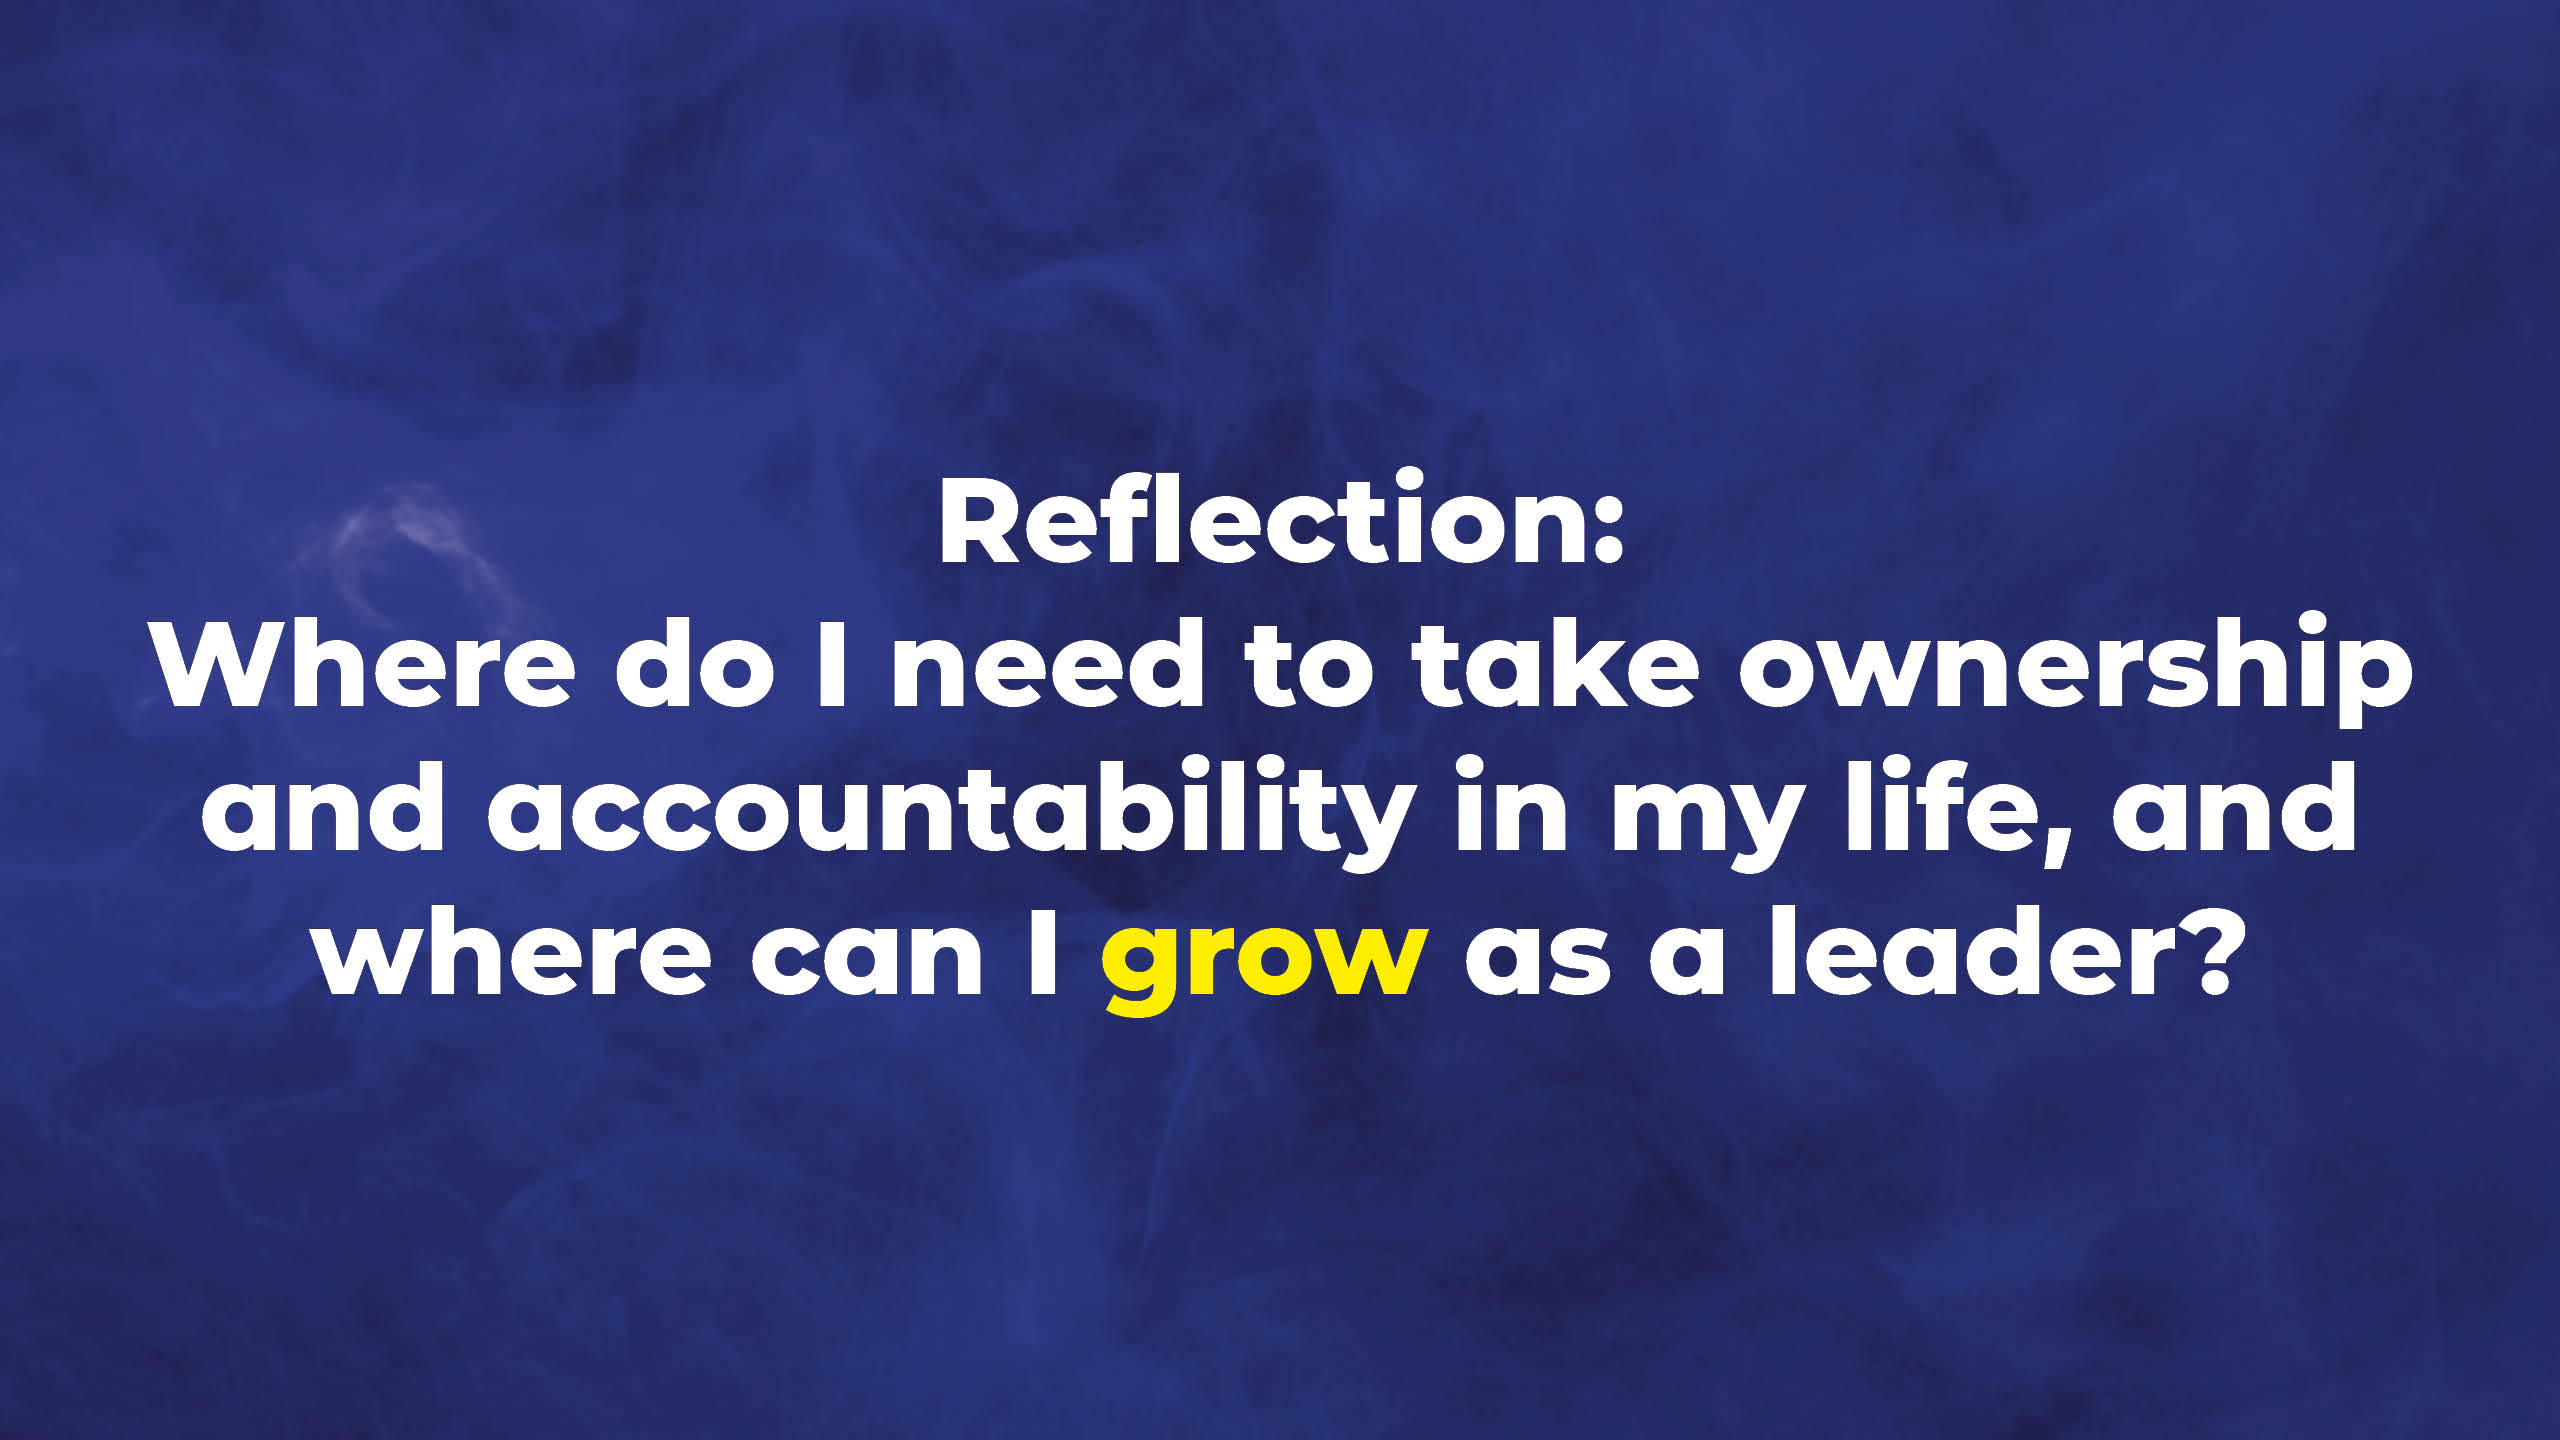 Reflection:
Where do I need to take ownership
and accountability in my life, and
where can I grow as a leader?